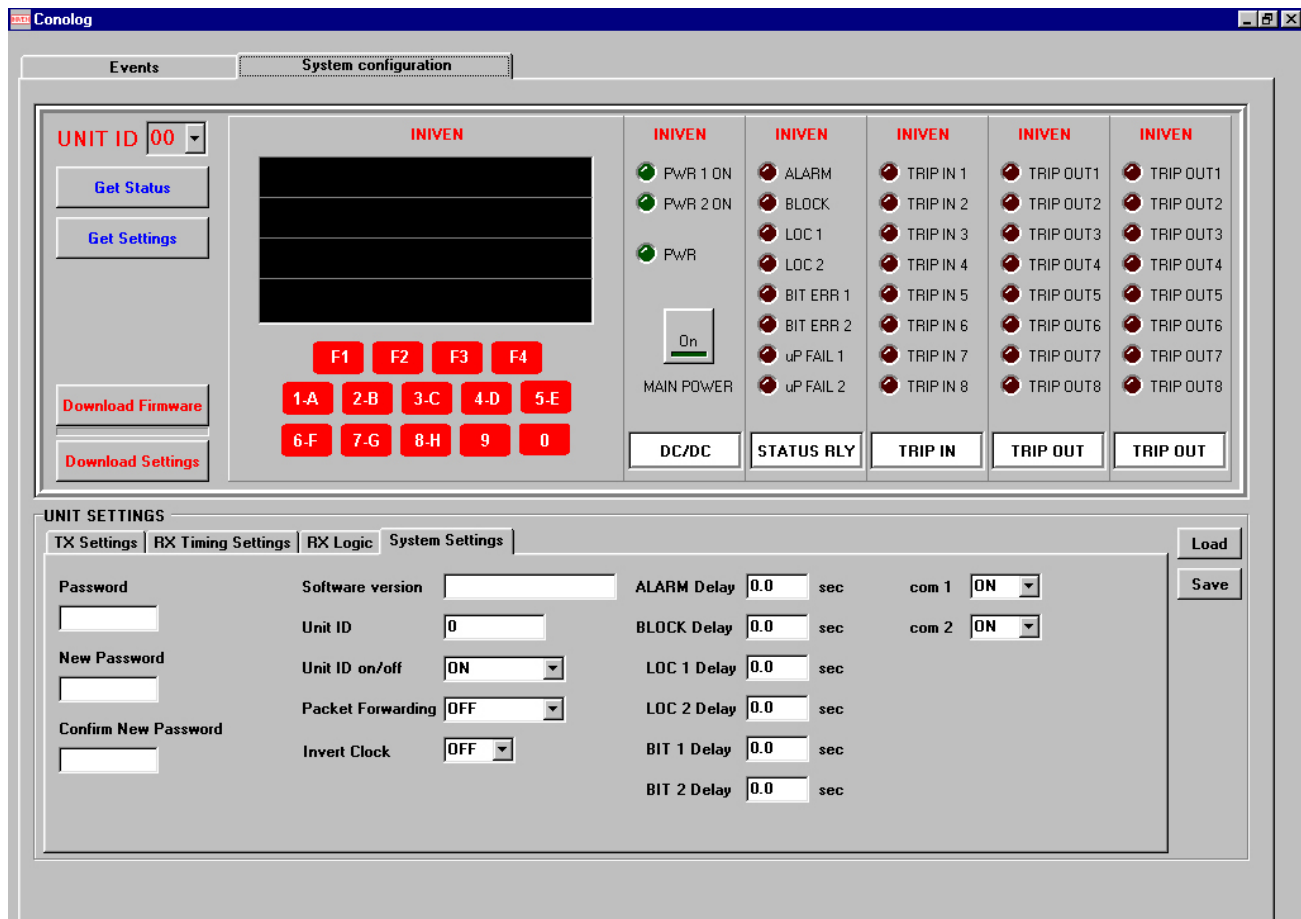 INIVEN Conolog
Events System configuration
UNIT ID 00
Get Status
Get Settings
Download Firmware
Download Settings
INIVEN
F1 F2 F3 F4
1-A 2-B 3-C 4-D 5-E
6-F 7-G 8-H 9 0
INIVEN
PWR 1 ON
PWR 2 ON
PWR
On
MAIN POWER
DC/DC
INIVEN
ALARM
BLOCK
LOC 1
LOC 2
BIT ERR 1
BIT ERR 2
uP FAIL 1
uP FAIL 2
STATUS RLY
INIVEN
TRIP IN 1
TRIP IN 2
TRIP IN 3
TRIP IN 4
TRIP IN 5
TRIP IN 6
TRIP IN 7
TRIP IN 8
TRIP IN
INIVEN
TRIP OUT1
TRIP OUT2
TRIP OUT3
TRIP OUT4
TRIP OUT5
TRIP OUT6
TRIP OUT7
TRIP OUT8
TRIP OUT
INIVEN
TRIP OUT1
TRIP OUT2
TRIP OUT3
TRIP OUT4
TRIP OUT5
TRIP OUT6
TRIP OUT7
TRIP OUT8
TRIP OUT
UNIT SETTINGS
TX Settings RX Timing Settings RX Logic System Settings
Load
Save
Password
New Password
Confirm New Password
Software version
Unit ID 0
Unit ID on/off ON
Packet Forwarding OFF
Invert Clock OFF
ALARM Delay 0.0 sec
BLOCK Delay 0.0 sec
LOC 1 Delay 0.0 sec
LOC 2 Delay 0.0 sec
BIT 1 Delay 0.0 sec
BIT 2 Delay 0.0 sec
com 1 ON
com 2 ON